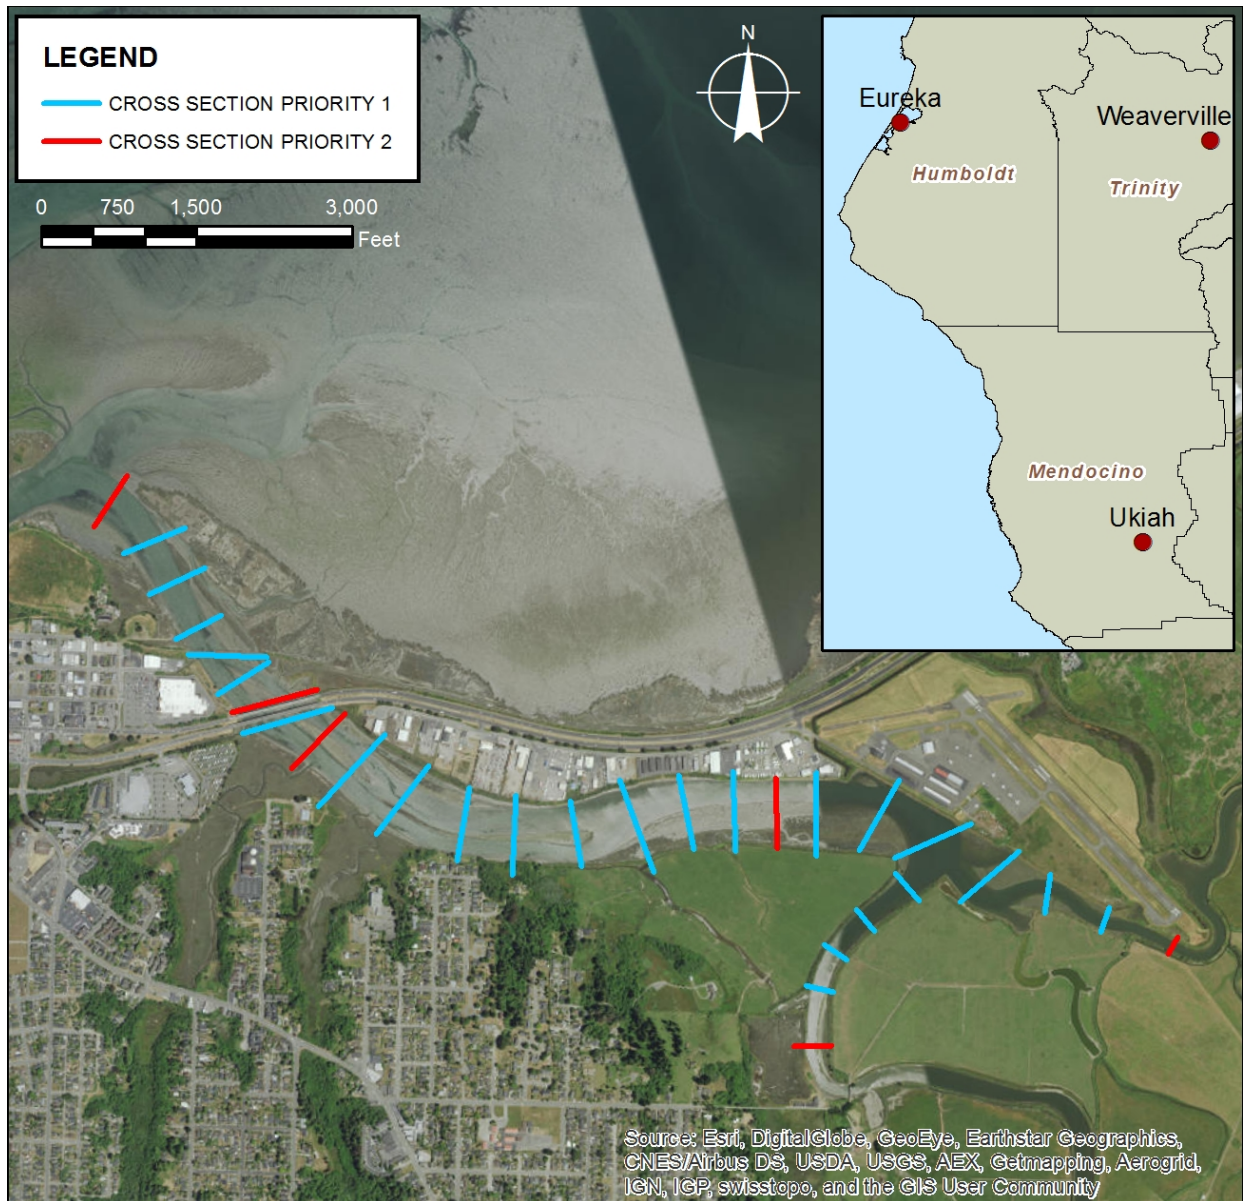 LEGEND
CROSS SECTION PRIORITY 1
CROSS SECTION PRIORITY 2
0 750 1,500 3,000
Feet
N
Eureka
Weaverville
Humboldt
Trinity
Mendocino
Ukiah
Source: Esri, DigitalGlobe, GeoEye, Earthstar Geographics,
CNES/Airbus DS, USDA, USGS, AEX, Getmapping, Aerogrid,
IGN, IGP, swisstopo, and the GIS User Community